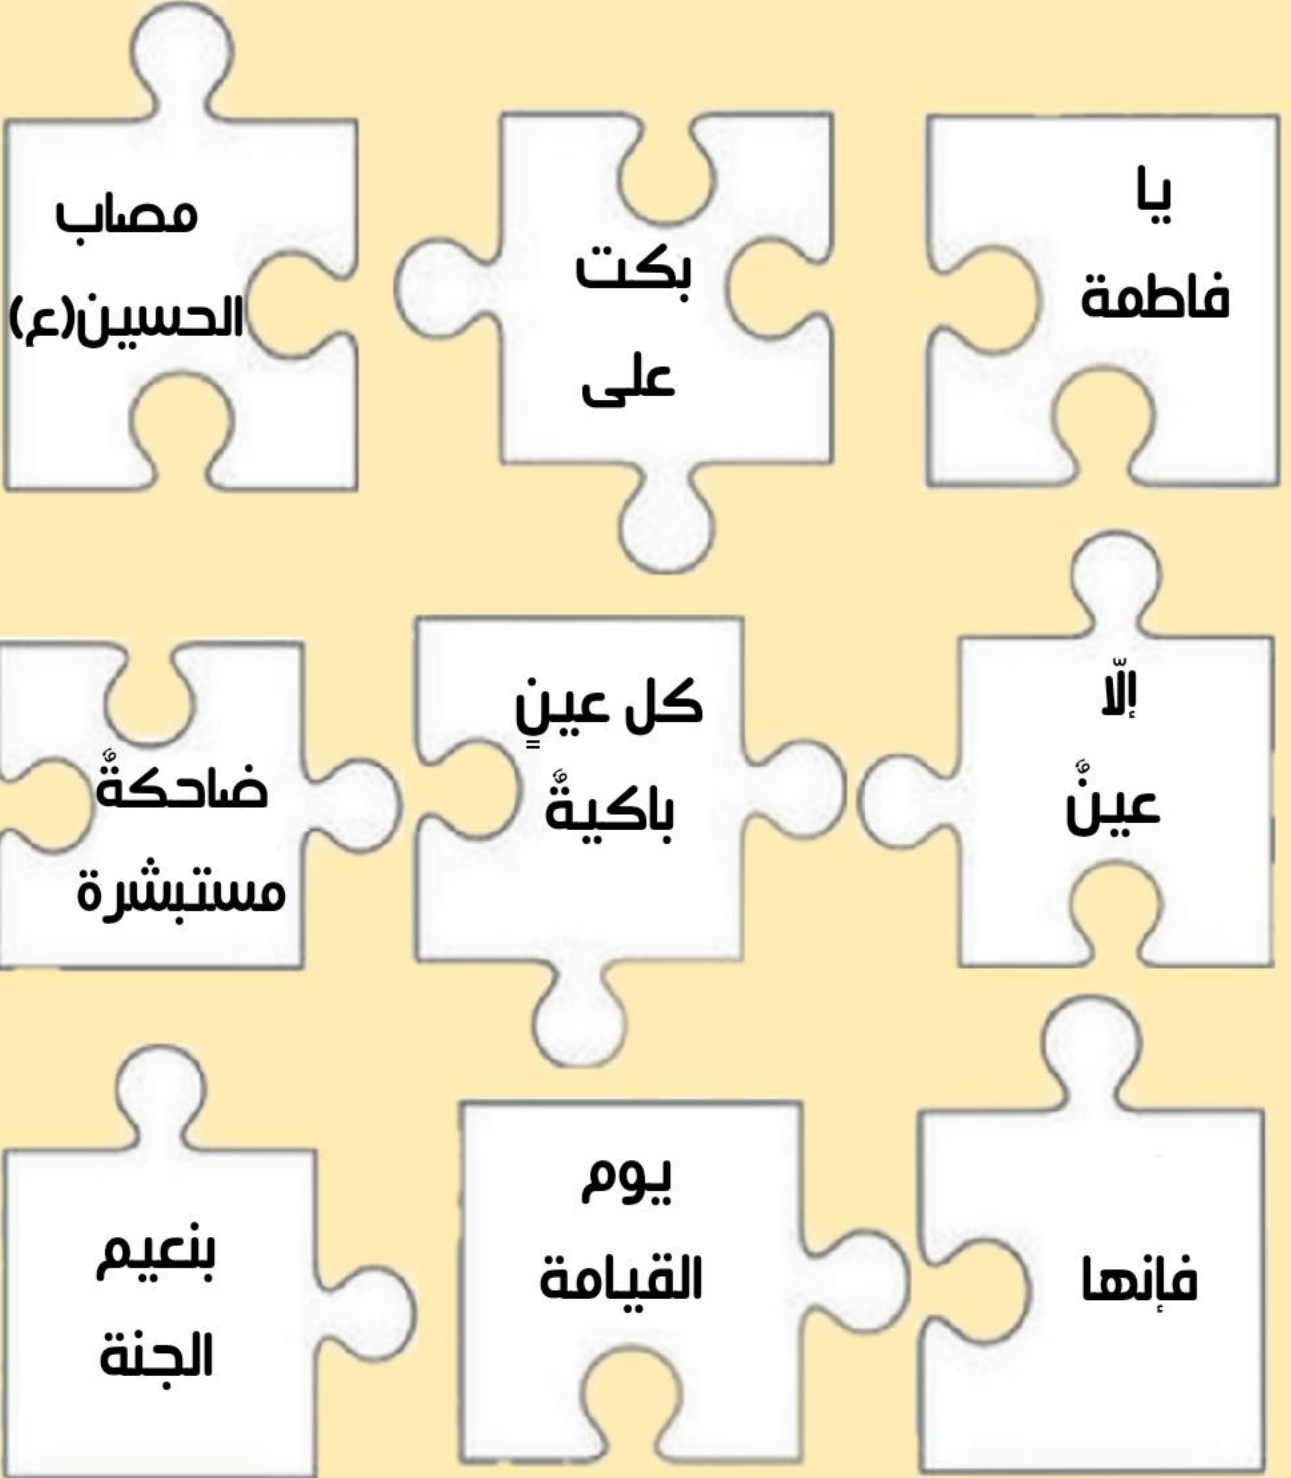 يا
فاطمة
بكت
على
مصاب
الحسين(ع)
إلّا
عينٌ
كل عينٍ
باكيةٌ
ضاحكةٌ
مستبشرة
فإنها
يوم
القيامة
بنعيم
الجنة